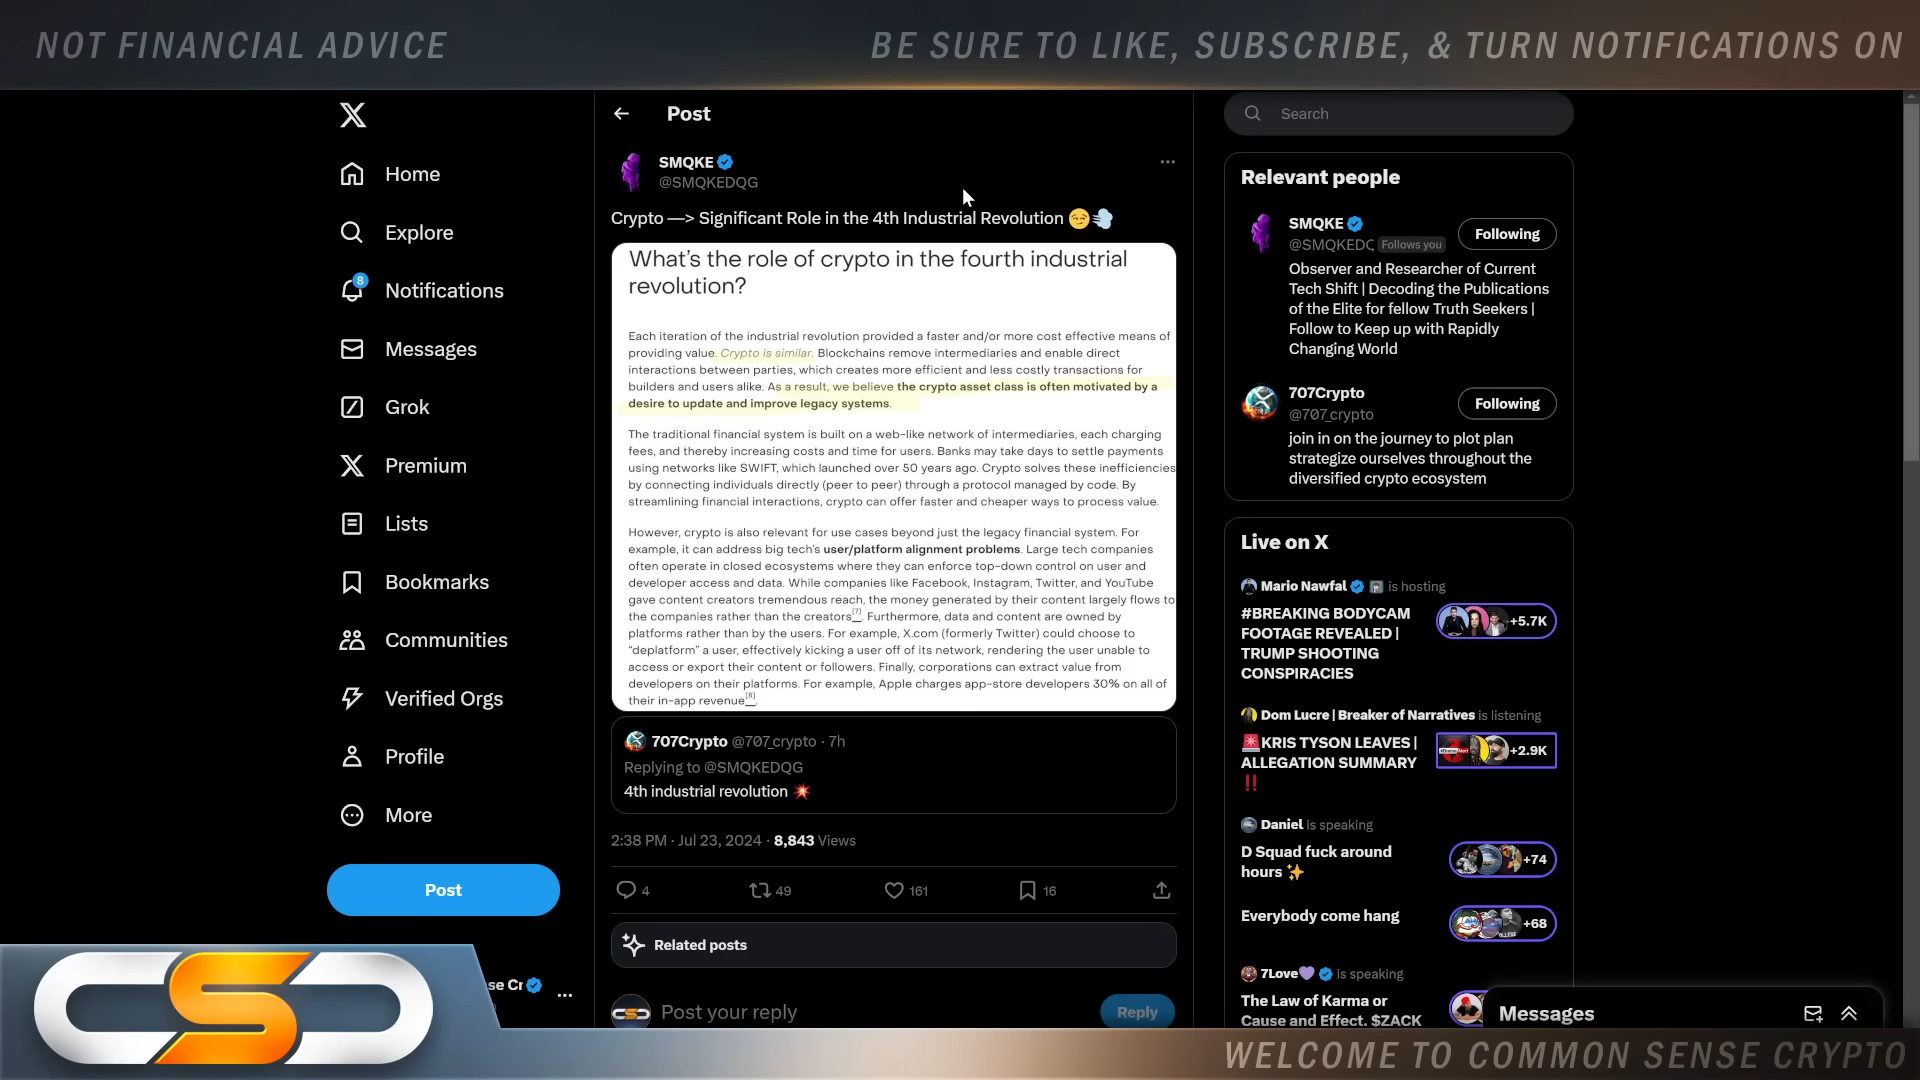 NOT FINANCIAL ADVICE
BE SURE TO LIKE, SUBSCRIBE, & TURN NOTIFICATIONS ON
Home
Explore
8
Notifications
Messages
Grok
Premium
Lists
Bookmarks
Communities
Verified Orgs
Profile
More
Post
se Cr
Post
SMQKE
@SMQKEDQG
Crypto —> Significant Role in the 4th Industrial Revolution 😏💨
What's the role of crypto in the fourth industrial
revolution?
Each iteration of the industrial revolution provided a faster and/or more cost effective means of
providing value. Crypto is similar. Blockchains remove intermediaries and enable direct
interactions between parties, which creates more efficient and less costly transactions for
builders and users alike. As a result, we believe the crypto asset class is often motivated by a
desire to update and improve legacy systems.
The traditional financial system is built on a web-like network of intermediaries, each charging
fees, and thereby increasing costs and time for users. Banks may take days to settle payments
using networks like SWIFT, which launched over 50 years ago. Crypto solves these inefficiencies
by connecting individuals directly (peer to peer) through a protocol managed by code. By
streamlining financial interactions, crypto can offer faster and cheaper ways to process value.
However, crypto is also relevant for use cases beyond just the legacy financial system. For
example, it can address big tech's user/platform alignment problems. Large tech companies
often operate in closed ecosystems where they can enforce top-down control on user and
developer access and data. While companies like Facebook, Instagram, Twitter, and YouTube
gave content creators tremendous reach, the money generated by their content largely flows to
the companies rather than the creators[7]. Furthermore, data and content are owned by
platforms rather than by the users. For example, X.com (formerly Twitter) could choose to
“deplatform” a user, effectively kicking a user off of its network, rendering the user unable to
access or export their content or followers. Finally, corporations can extract value from
developers on their platforms. For example, Apple charges app-store developers 30% on all of
their in-app revenue[8].
707Crypto @707_crypto · 7h
Replying to @SMQKEDQG
4th industrial revolution 💥
2:38 PM · Jul 23, 2024 · 8,843 Views
4 49 161 16
Related posts
Post your reply
Reply
Search
Relevant people
SMQKE
@SMQKEDC Follows you
Following
Observer and Researcher of Current
Tech Shift | Decoding the Publications
of the Elite for fellow Truth Seekers |
Follow to Keep up with Rapidly
Changing World
707Crypto
@707_crypto
Following
join in on the journey to plot plan
strategize ourselves throughout the
diversified crypto ecosystem
Live on X
Mario Nawfal is hosting
#BREAKING BODYCAM
FOOTAGE REVEALED |
TRUMP SHOOTING
CONSPIRACIES
+5.7K
Dom Lucre | Breaker of Narratives is listening
🚨KRIS TYSON LEAVES |
ALLEGATION SUMMARY
‼️
+2.9K
Daniel is speaking
D Squad fuck around
hours ✨
+74
Everybody come hang
+68
7Love💜 is speaking
The Law of Karma or
Cause and Effect. $ZACK
Messages
CSC
WELCOME TO COMMON SENSE CRYPTO